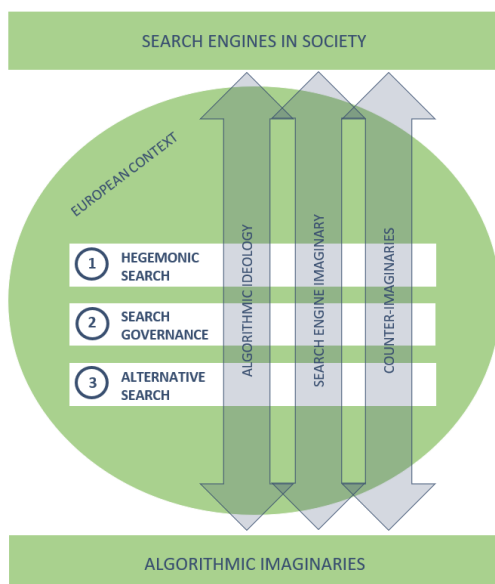 SEARCH ENGINES IN SOCIETY
EUROPEAN CONTEXT
1 HEGEMONIC
SEARCH
2 SEARCH
GOVERNANCE
3 ALTERNATIVE
SEARCH
ALGORITHMIC IDEOLOGY
SEARCH ENGINE IMAGINARY
COUNTER-IMAGINARIES
ALGORITHMIC IMAGINARIES